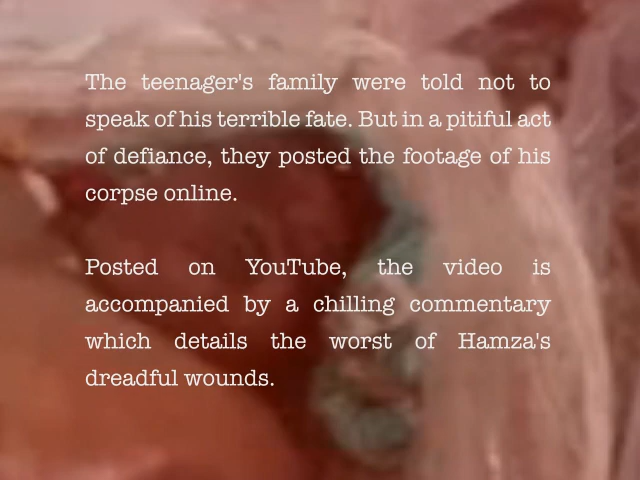 The teenager's family were told not to
speak of his terrible fate. But in a pitiful act
of defiance, they posted the footage of his
corpse online.
Posted on YouTube, the video is
accompanied by a chilling commentary
which details the worst of Hamza's
dreadful wounds.